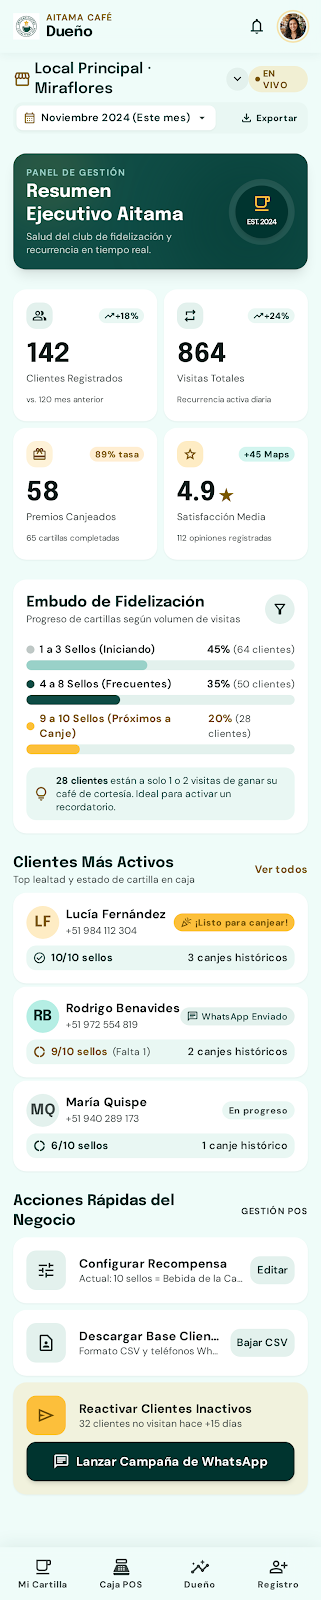 AITAMA CAFÉ
Dueño
Local Principal ·
Miraflores
EN
VIVO
Noviembre 2024 (Este mes)
Exportar
PANEL DE GESTIÓN
Resumen
Ejecutivo Aitama
Salud del club de fidelización y
recurrencia en tiempo real.
EST. 2024
+18%
142
Clientes Registrados
vs. 120 mes anterior
+24%
864
Visitas Totales
Recurrencia activa diaria
89% tasa
58
Premios Canjeados
65 cartillas completadas
+45 Maps
4.9 ★
Satisfacción Media
112 opiniones registradas
Embudo de Fidelización
Progreso de cartillas según volumen de visitas
1 a 3 Sellos (Iniciando) 45% (64 clientes)
4 a 8 Sellos (Frecuentes) 35% (50 clientes)
9 a 10 Sellos (Próximos a
Canje)
20% (28
clientes)
28 clientes están a solo 1 o 2 visitas de ganar su
café de cortesía. Ideal para activar un
recordatorio.
Clientes Más Activos
Top lealtad y estado de cartilla en caja
Ver todos
LF
Lucía Fernández
+51 984 112 304
¡Listo para canjear!
10/10 sellos 3 canjes históricos
RB
Rodrigo Benavides
+51 972 554 819
WhatsApp Enviado
9/10 sellos (Falta 1) 2 canjes históricos
MQ
María Quispe
+51 940 289 173
En progreso
6/10 sellos 1 canje histórico
Acciones Rápidas del
Negocio
GESTIÓN POS
Configurar Recompensa
Actual: 10 sellos = Bebida de la Ca...
Editar
Descargar Base Clien...
Formato CSV y teléfonos Wh...
Bajar CSV
Reactivar Clientes Inactivos
32 clientes no visitan hace +15 días
Lanzar Campaña de WhatsApp
Mi Cartilla Caja POS Dueño Registro